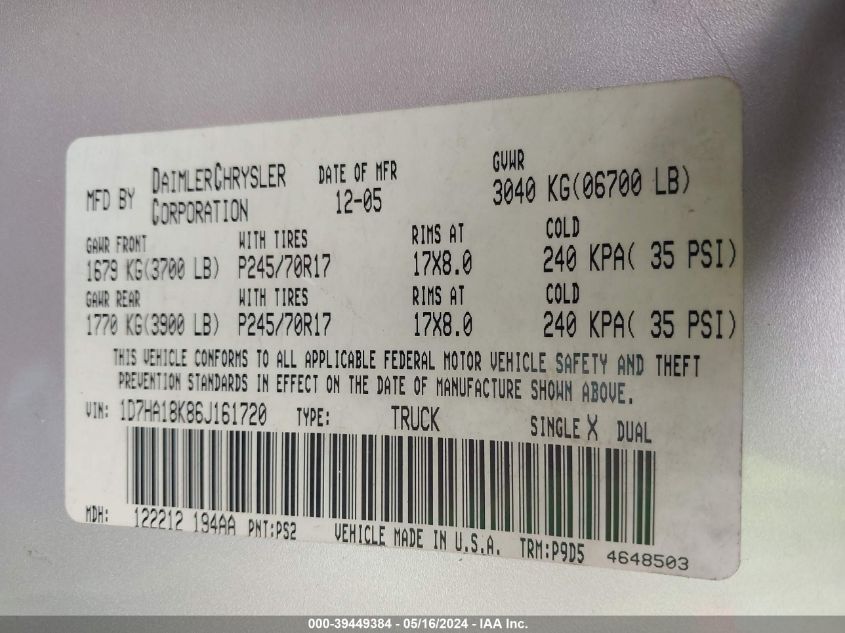 MFD BY DAIMLERCHRYSLER CORPORATION DATE OF MFR 12-05 GVWR 3040 KG(06700 LB)
GAWR FRONT WITH TIRES RIMS AT COLD
1679 KG(3700 LB) P245/70R17 17X8.0 240 KPA( 35 PSI)
GAWR REAR WITH TIRES RIMS AT COLD
1770 KG(3900 LB) P245/70R17 17X8.0 240 KPA( 35 PSI)
THIS VEHICLE CONFORMS TO ALL APPLICABLE FEDERAL MOTOR VEHICLE SAFETY AND THEFT
PREVENTION STANDARDS IN EFFECT ON THE DATE OF MANUFACTURE SHOWN ABOVE.
VIN: 1D7HA18K86J161720 TYPE: TRUCK SINGLE X DUAL
MDH: 122212 194AA PNT:PS2 VEHICLE MADE IN U.S.A. TRM:P9D5 4648503
000-39449384 - 05/16/2024 - IAA Inc.